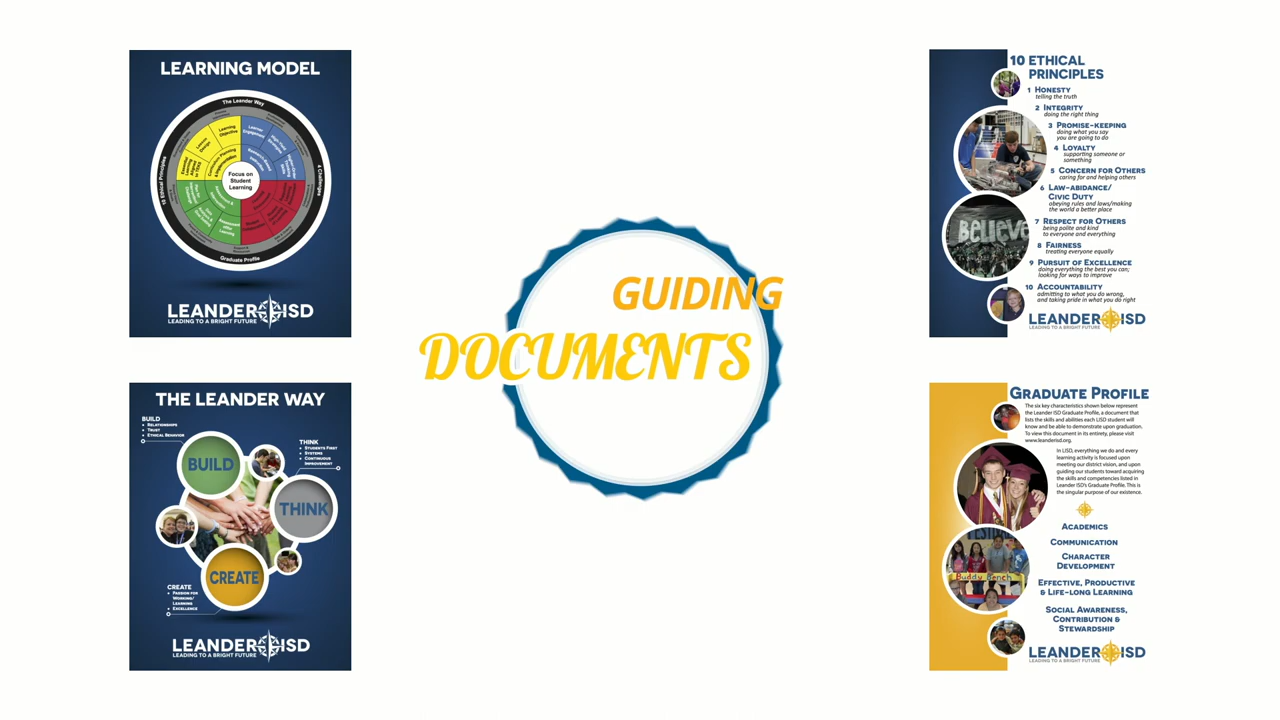 LEARNING MODEL
The Leander Way
10 Ethical Principles
4 Challenges
Graduate Profile
Learning
Objective
Learner
Engagement
Focus on
Student
Learning
LEANDER ISD
LEADING TO A BRIGHT FUTURE
THE LEANDER WAY
BUILD
RELATIONSHIPS
TRUST
ETHICAL BEHAVIOR
THINK
STUDENTS FIRST
SYSTEMS
CONTINUOUS
IMPROVEMENT
BUILD
THINK
CREATE
CREATE
PASSION FOR
WORKING/
LEARNING
EXCELLENCE
LEANDER ISD
LEADING TO A BRIGHT FUTURE
GUIDING
DOCUMENTS
10 ETHICAL
PRINCIPLES
1 HONESTY
telling the truth
2 INTEGRITY
doing the right thing
3 PROMISE-KEEPING
doing what you say
you are going to do
4 LOYALTY
supporting someone or
something
5 CONCERN FOR OTHERS
caring for and helping others
6 LAW-ABIDANCE/
CIVIC DUTY
obeying rules and laws/making
the world a better place
7 RESPECT FOR OTHERS
being polite and kind
to everyone and everything
8 FAIRNESS
treating everyone equally
9 PURSUIT OF EXCELLENCE
doing everything the best you can;
looking for ways to improve
10 ACCOUNTABILITY
admitting to what you do wrong,
and taking pride in what you do right
BELIEVE
LEANDER ISD
LEADING TO A BRIGHT FUTURE
GRADUATE PROFILE
The six key characteristics shown below represent
the Leander ISD Graduate Profile, a document that
lists the skills and abilities each LISD student will
know and be able to demonstrate upon graduation.
To view this document in its entirety, please visit
www.leanderisd.org.
In LISD, everything we do and every
learning activity is focused upon
meeting our district vision, and upon
guiding our students toward acquiring
the skills and competencies listed in
Leander ISD's Graduate Profile. This is
the singular purpose of our existence.
ACADEMICS
COMMUNICATION
CHARACTER
DEVELOPMENT
EFFECTIVE, PRODUCTIVE
& LIFE-LONG LEARNING
SOCIAL AWARENESS,
CONTRIBUTION &
STEWARDSHIP
Buddy Bench
LEANDER ISD
LEADING TO A BRIGHT FUTURE